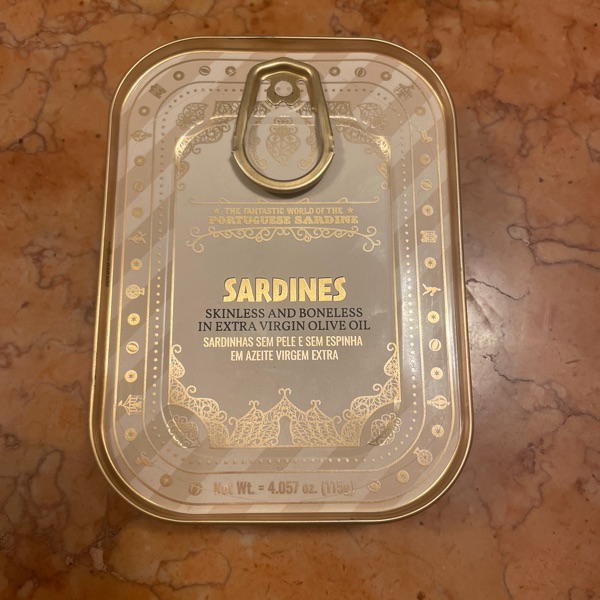 THE FANTASTIC WORLD OF THE
PORTUGUESE SARDINE
SARDINES
SKINLESS AND BONELESS
IN EXTRA VIRGIN OLIVE OIL
SARDINHAS SEM PELE E SEM ESPINHA
EM AZEITE VIRGEM EXTRA
Net Wt. = 4.057 oz. (115g)